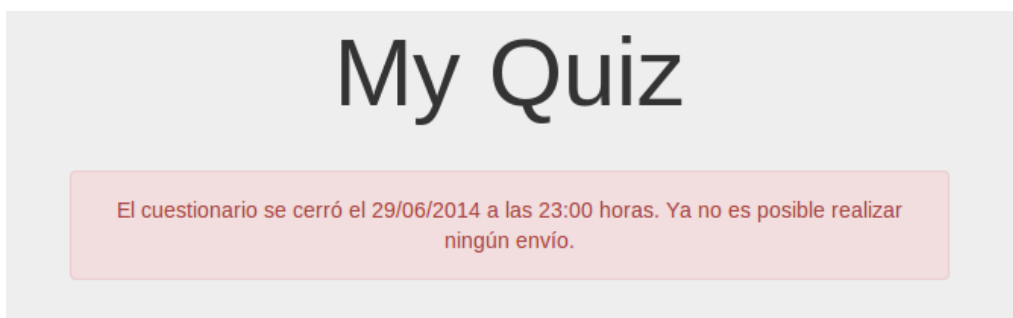 My Quiz
El cuestionario se cerró el 29/06/2014 a las 23:00 horas. Ya no es posible realizar
ningún envío.